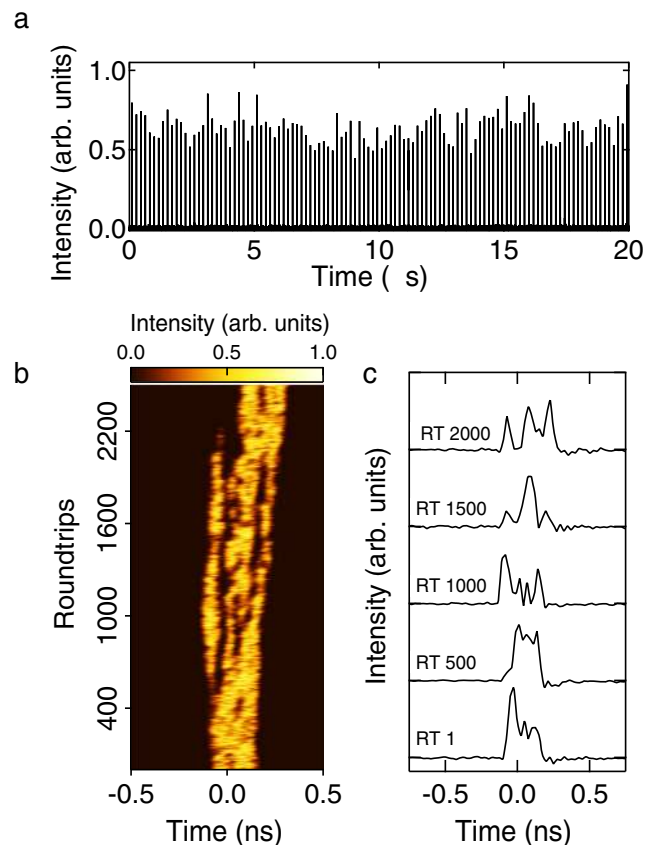 a
Intensity (arb. units)
1.0
0.5
0.0
0 5 10 15 20
Time ( s)
Intensity (arb. units)
0.0 0.5 1.0
b
Roundtrips
2200
1600
1000
400
-0.5 0.0 0.5
Time (ns)
c
Intensity (arb. units)
RT 2000
RT 1500
RT 1000
RT 500
RT 1
-0.5 0.0 0.5
Time (ns)